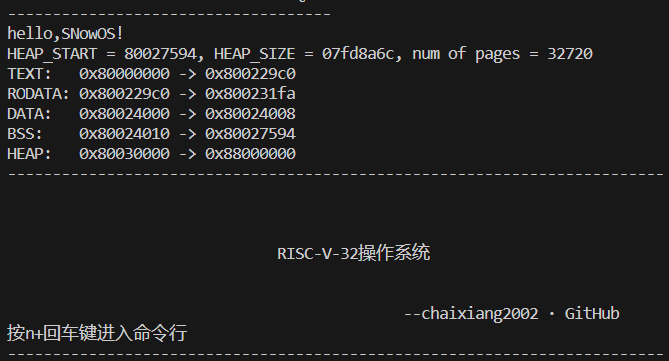 hello,SNowOS!
HEAP_START = 80027594, HEAP_SIZE = 07fd8a6c, num of pages = 32720
TEXT: 0x80000000 -> 0x800229c0
RODATA: 0x800229c0 -> 0x800231fa
DATA: 0x80024000 -> 0x80024008
BSS: 0x80024010 -> 0x80027594
HEAP: 0x80030000 -> 0x88000000
RISC-V-32操作系统
--chaixiang2002 · GitHub
按n+回车键进入命令行